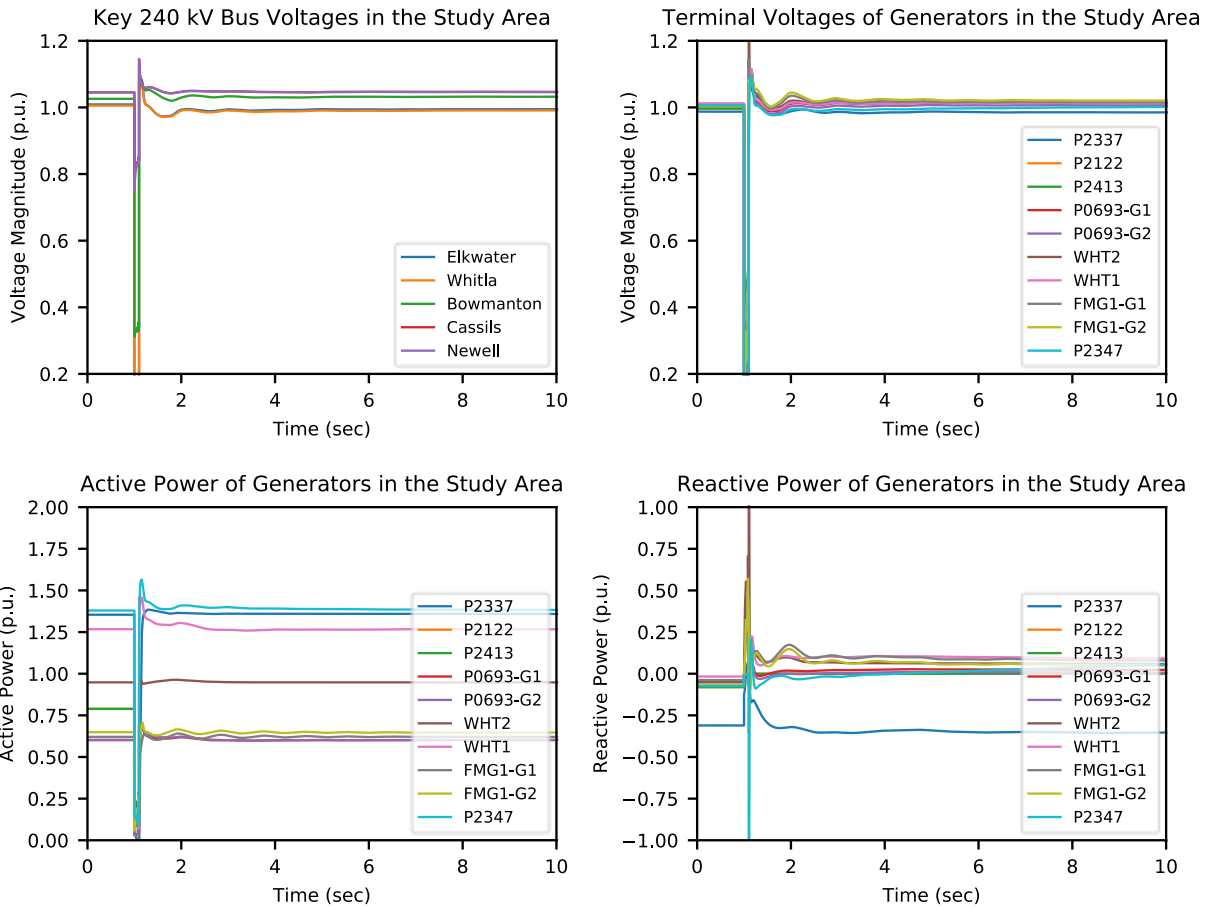 Key 240 kV Bus Voltages in the Study Area
Voltage Magnitude (p.u.)
1.2
1.0
0.8
0.6
0.4
0.2
Elkwater
Whitla
Bowmanton
Cassils
Newell
0 2 4 6 8 10
Time (sec)
Terminal Voltages of Generators in the Study Area
Voltage Magnitude (p.u.)
1.2
1.0
0.8
0.6
0.4
0.2
P2337
P2122
P2413
P0693-G1
P0693-G2
WHT2
WHT1
FMG1-G1
FMG1-G2
P2347
0 2 4 6 8 10
Time (sec)
Active Power of Generators in the Study Area
Active Power (p.u.)
2.00
1.75
1.50
1.25
1.00
0.75
0.50
0.25
0.00
P2337
P2122
P2413
P0693-G1
P0693-G2
WHT2
WHT1
FMG1-G1
FMG1-G2
P2347
0 2 4 6 8 10
Time (sec)
Reactive Power of Generators in the Study Area
Reactive Power (p.u.)
1.00
0.75
0.50
0.25
0.00
−0.25
−0.50
−0.75
−1.00
P2337
P2122
P2413
P0693-G1
P0693-G2
WHT2
WHT1
FMG1-G1
FMG1-G2
P2347
0 2 4 6 8 10
Time (sec)